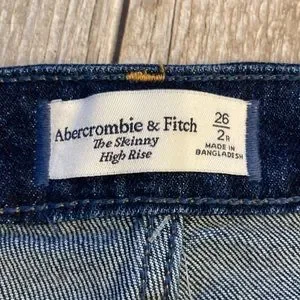 Abercrombie & Fitch
The Skinny
High Rise
26
2R
MADE IN
BANGLADESH